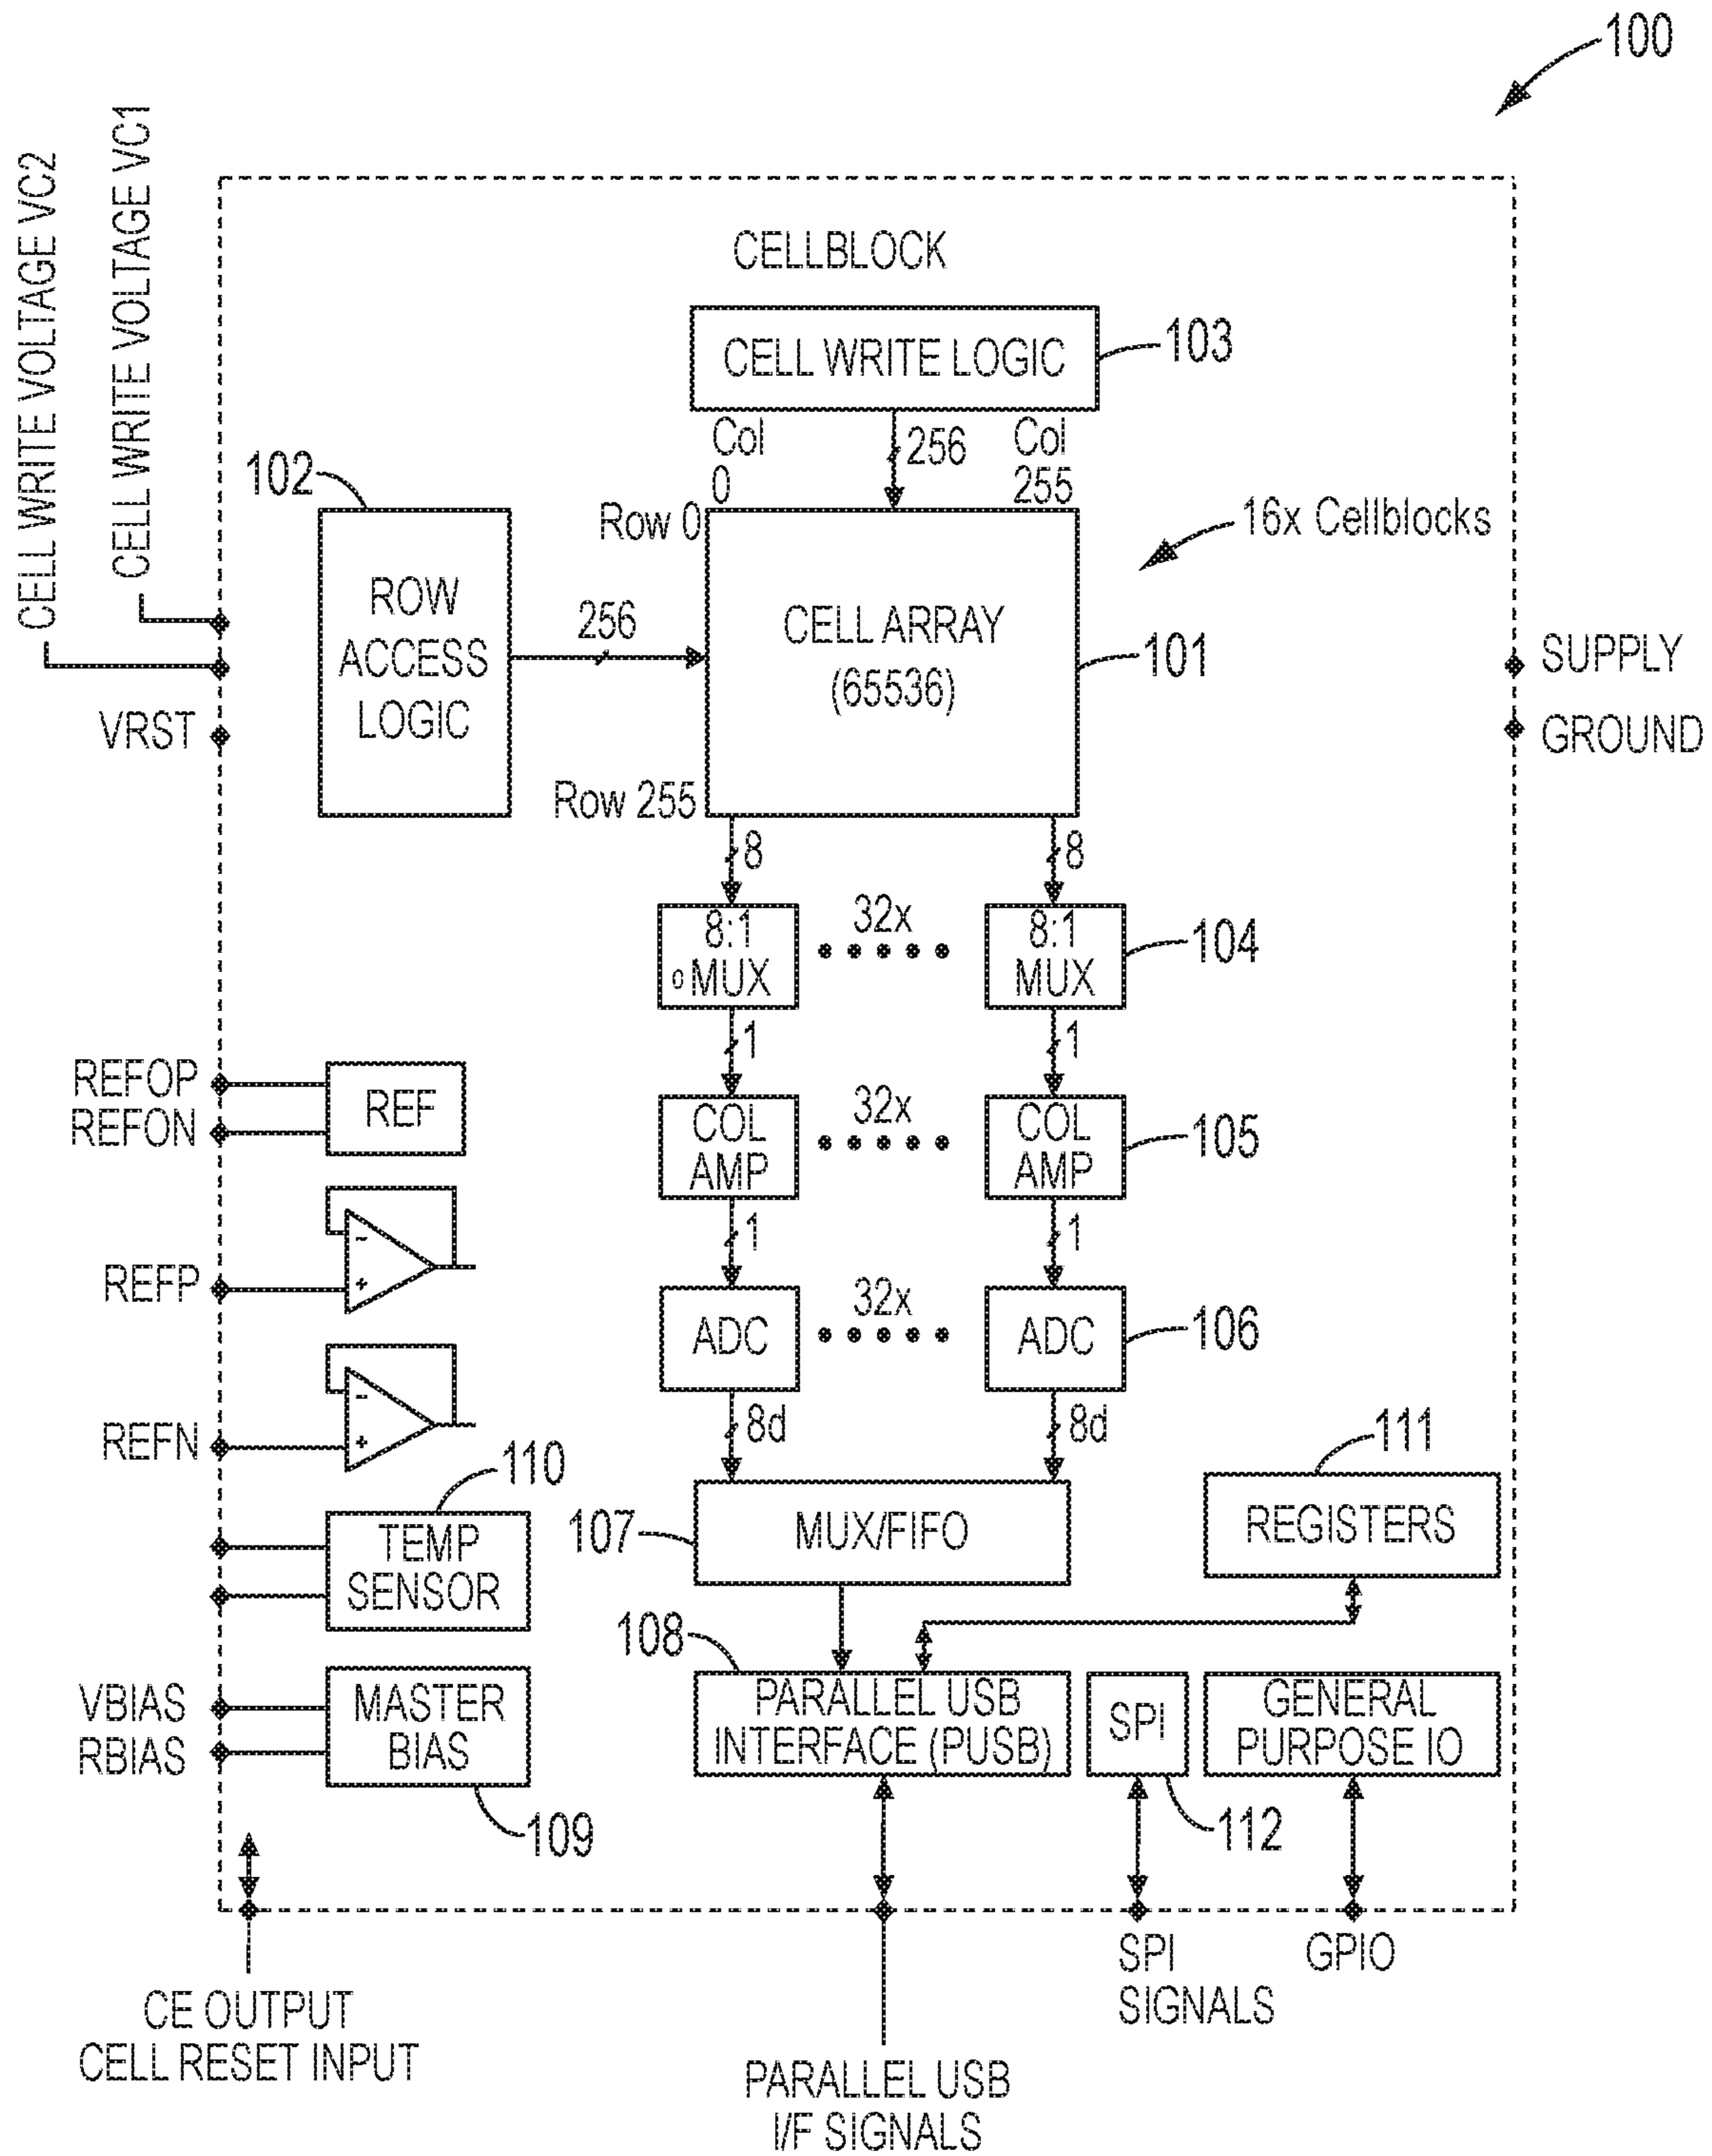 100
CELL WRITE VOLTAGE VC2
CELL WRITE VOLTAGE VC1
CELLBLOCK
CELL WRITE LOGIC
103
Col
0
256
Col
255
102
Row 0
16x Cellblocks
ROW
ACCESS
LOGIC
256
CELL ARRAY
(65536)
101
SUPPLY
GROUND
VRST
Row 255
8
8
8:1
0 MUX
32x
8:1
MUX
104
1
1
REFOP
REFON
REF
COL
AMP
32x
COL
AMP
105
1
1
-
+
REFP
ADC
32x
ADC
106
-
+
REFN
8d
8d
110
111
TEMP
SENSOR
107
MUX/FIFO
REGISTERS
108
VBIAS
RBIAS
MASTER
BIAS
PARALLEL USB
INTERFACE (PUSB)
SPI
GENERAL
PURPOSE IO
109
112
CE OUTPUT
CELL RESET INPUT
SPI
SIGNALS
GPIO
PARALLEL USB
I/F SIGNALS